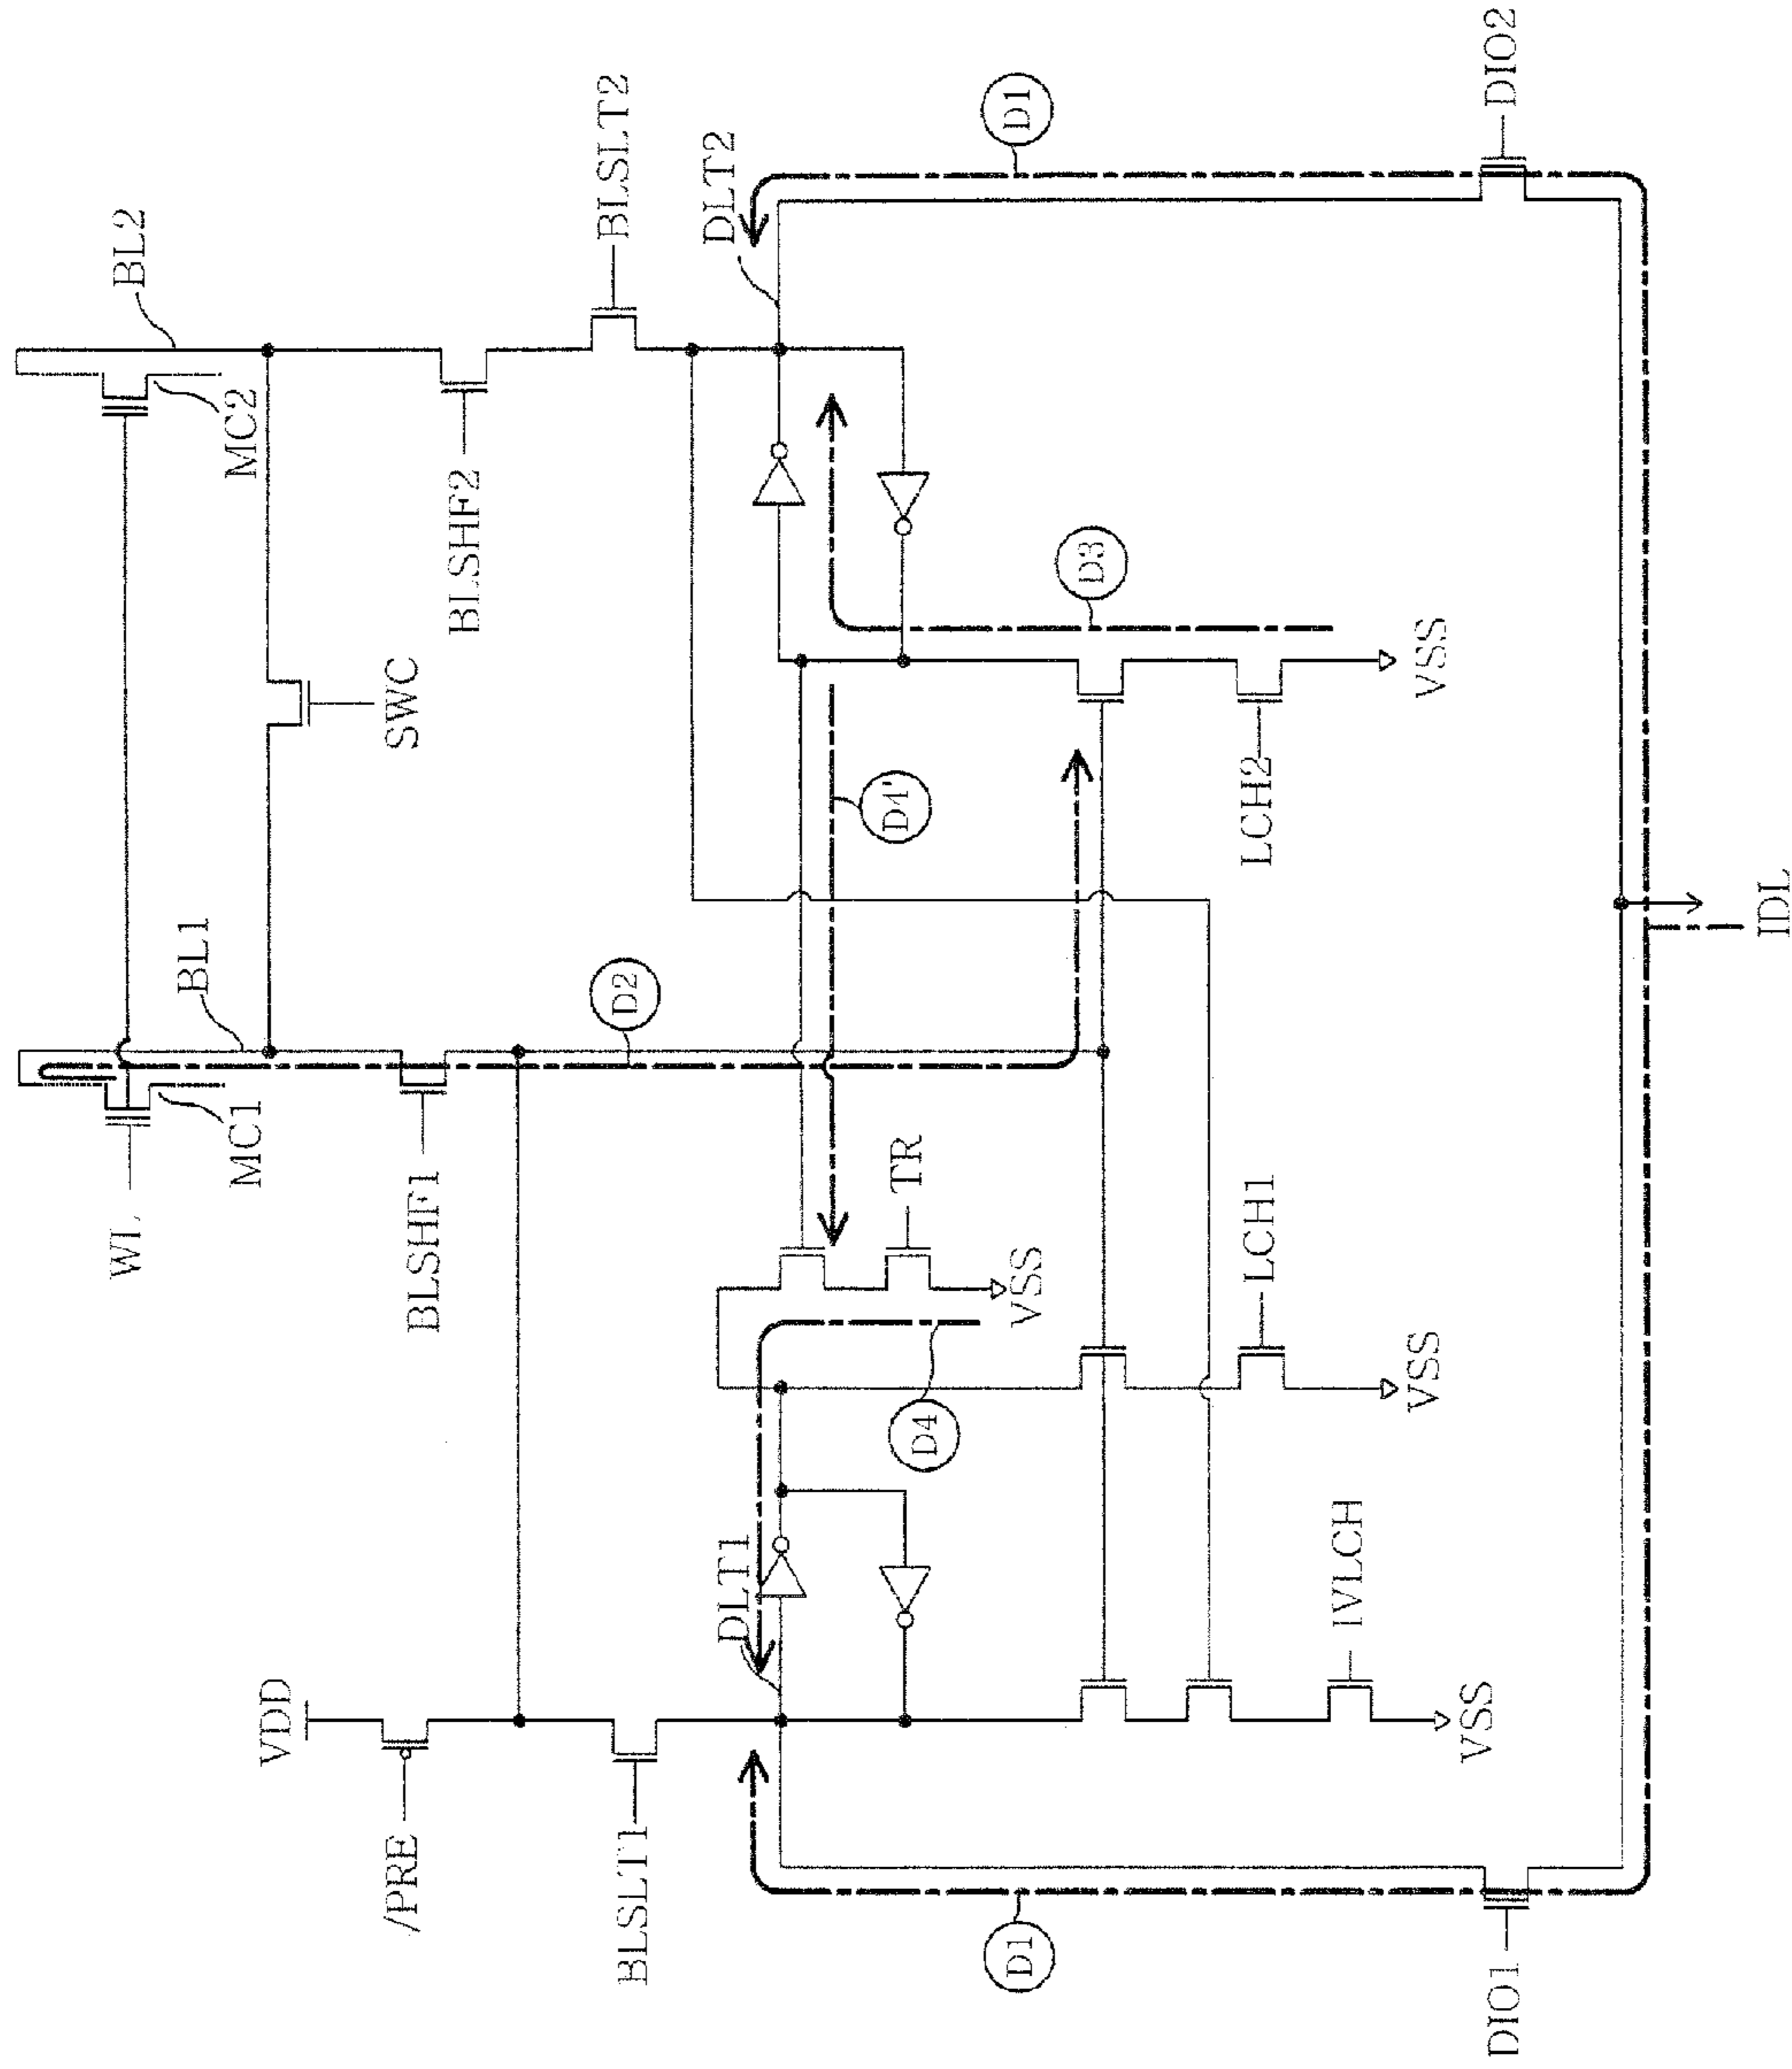 BL2
MC2
BL1
MC1
WL
SWC
BLSHF2
BLSHF1
BLSLT2
VDD
/PRE
BLSLT1
D2
DLT2
DLT1
D1
D4'
D3
TR
VSS
D4
LCH2
LCH1
IVLCH
VSS
VSS
VSS
D1
DIO2
DIO1
IDL